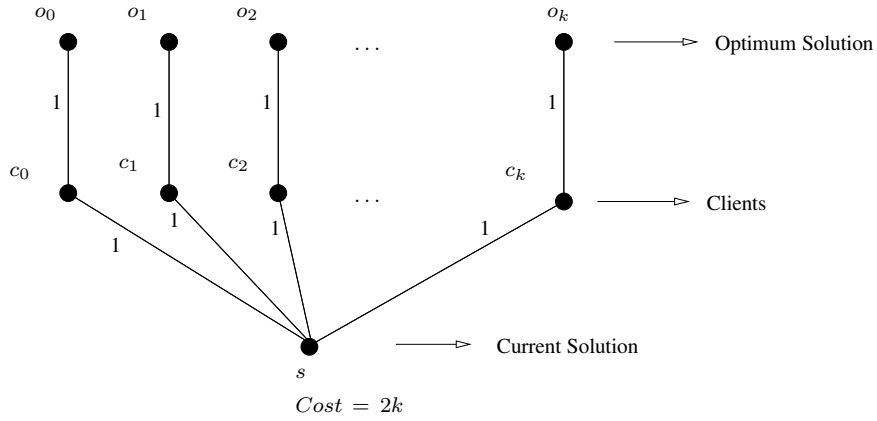 o₀ o₁ o₂ oₖ
... Optimum Solution
1 1 1 1
c₀ c₁ c₂ cₖ
... Clients
1 1 1 1
Current Solution
s
Cost = 2k